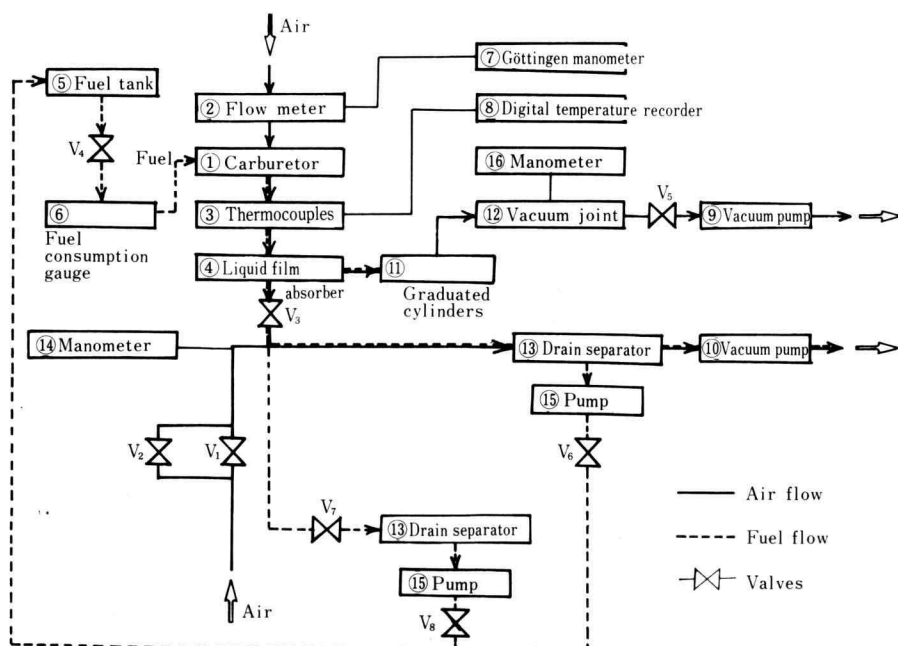 Air
⑦ Göttingen manometer
⑤ Fuel tank
② Flow meter
⑧ Digital temperature recorder
V₄
Fuel
① Carburetor
⑯ Manometer
⑥
Fuel
consumption
gauge
③ Thermocouples
⑫ Vacuum joint
V₅
⑨ Vacuum pump
④ Liquid film
absorber
⑪
Graduated
cylinders
V₃
⑭ Manometer
⑬ Drain separator
⑩ Vacuum pump
⑮ Pump
V₂
V₁
V₆
Air flow
V₇
⑬ Drain separator
Fuel flow
⑮ Pump
Valves
Air
V₈